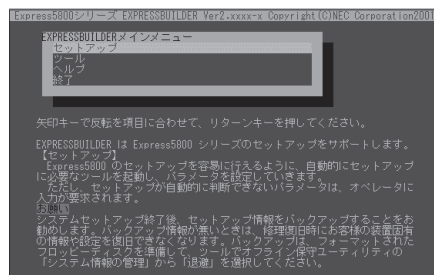 Express5800シリーズ EXPRESSBUILDER Ver2.xxxx-x Copyright(C)NEC Corporation2001
EXPRESSBUILDERメインメニュー
セットアップ
ツール
ヘルプ
終了
矢印キーで反転を項目に合わせて、リターンキーを押してください。
EXPRESSBUILDER は Express5800 シリーズのセットアップをサポートします。
【セットアップ】
Express5800 のセットアップを容易に行えるように、自動的にセットアップ
に必要なツールを起動し、パラメータを設定していきます。
ただし、セットアップが自動的に判断できないパラメータは、オペレータに
入力が要求されます。
お願い
システムセットアップ終了後、セットアップ情報をバックアップすることをお
勧めします。バックアップ情報が無いときは、修理復旧時にお客様の装置固有
の情報や設定を復旧できなくなります。バックアップは、フォーマットされた
フロッピーディスクを準備して、ツールでオフライン保守ユーティリティの
「システム情報の管理」から「退避」を選択してください。